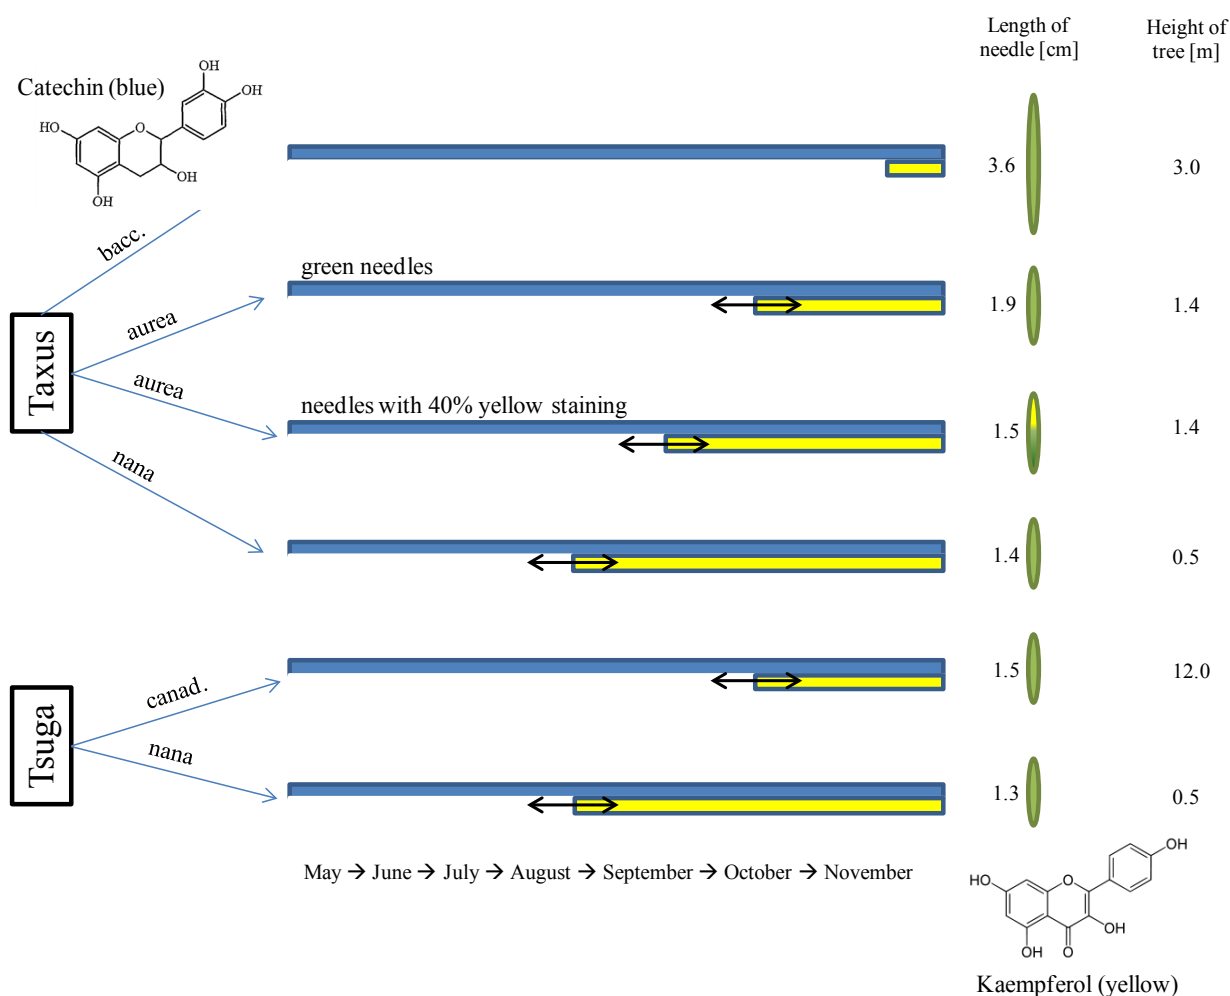 Length of
needle [cm]
Height of
tree [m]
Catechin (blue)
OH
OH
HO
O
OH
OH
3.6
3.0
bacc.
Taxus
aurea
green needles
1.9
1.4
aurea
needles with 40% yellow staining
1.5
1.4
nana
1.4
0.5
Tsuga
canad.
1.5
12.0
nana
1.3
0.5
May → June → July → August → September → October → November
OH
HO
O
OH
OH
O
Kaempferol (yellow)